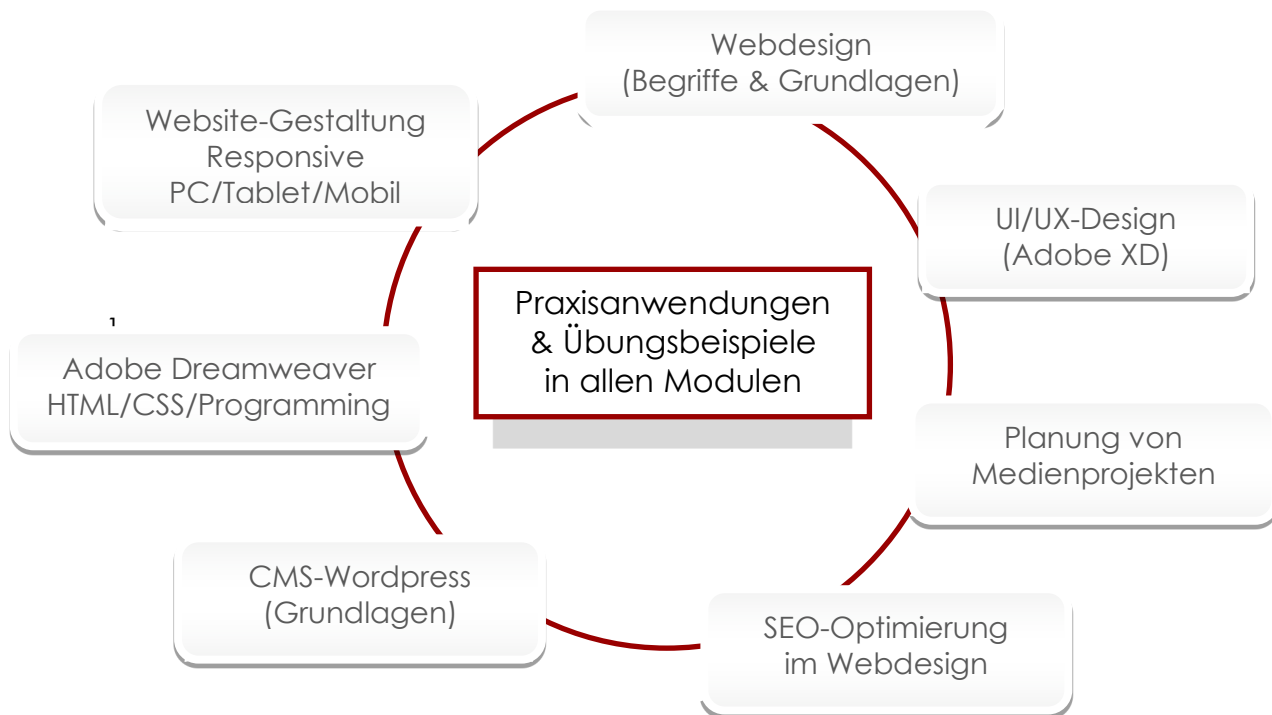 Webdesign
(Begriffe & Grundlagen)
Website-Gestaltung
Responsive
PC/Tablet/Mobil
UI/UX-Design
(Adobe XD)
Praxisanwendungen
& Übungsbeispiele
in allen Modulen
1
Adobe Dreamweaver
HTML/CSS/Programming
Planung von
Medienprojekten
CMS-Wordpress
(Grundlagen)
SEO-Optimierung
im Webdesign